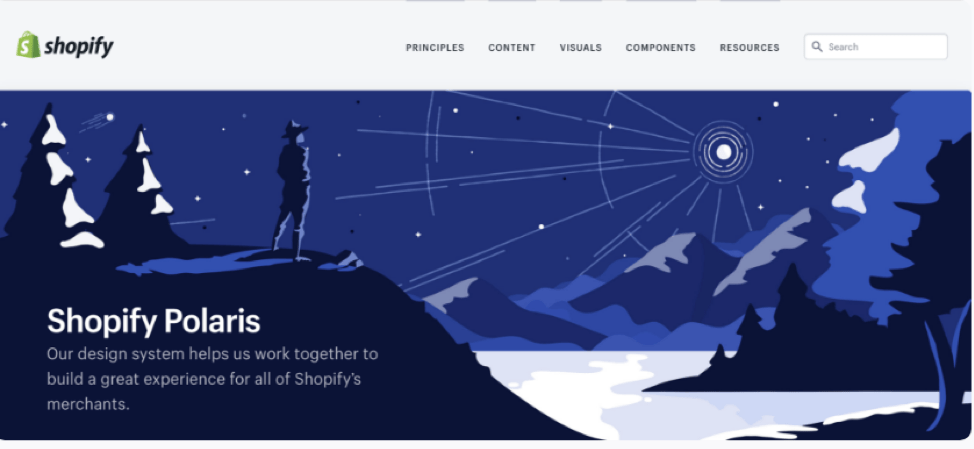 shopify
PRINCIPLES CONTENT VISUALS COMPONENTS RESOURCES Search
Shopify Polaris
Our design system helps us work together to
build a great experience for all of Shopify's
merchants.